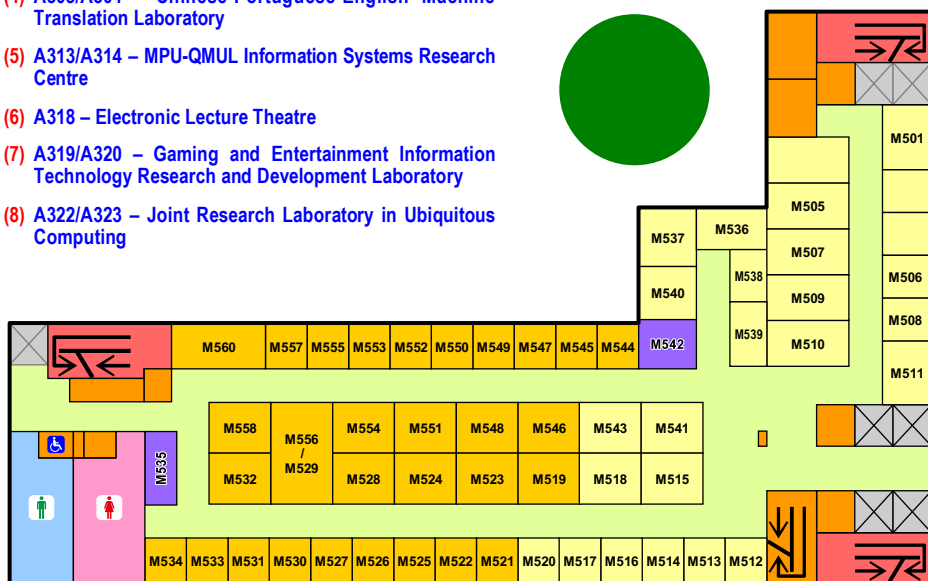 Translation Laboratory
(5) A313/A314 – MPU-QMUL Information Systems Research
Centre
(6) A318 – Electronic Lecture Theatre
(7) A319/A320 – Gaming and Entertainment Information
Technology Research and Development Laboratory
(8) A322/A323 – Joint Research Laboratory in Ubiquitous
Computing
M501
M505
M537
M536
M507
M538
M506
M540
M509
M508
M539
M560
M557
M555
M553
M552
M550
M549
M547
M545
M544
M542
M510
M511
M558
M556
/
M529
M554
M551
M548
M546
M543
M541
M535
M532
M528
M524
M523
M519
M518
M515
M534
M533
M531
M530
M527
M526
M525
M522
M521
M520
M517
M516
M514
M513
M512